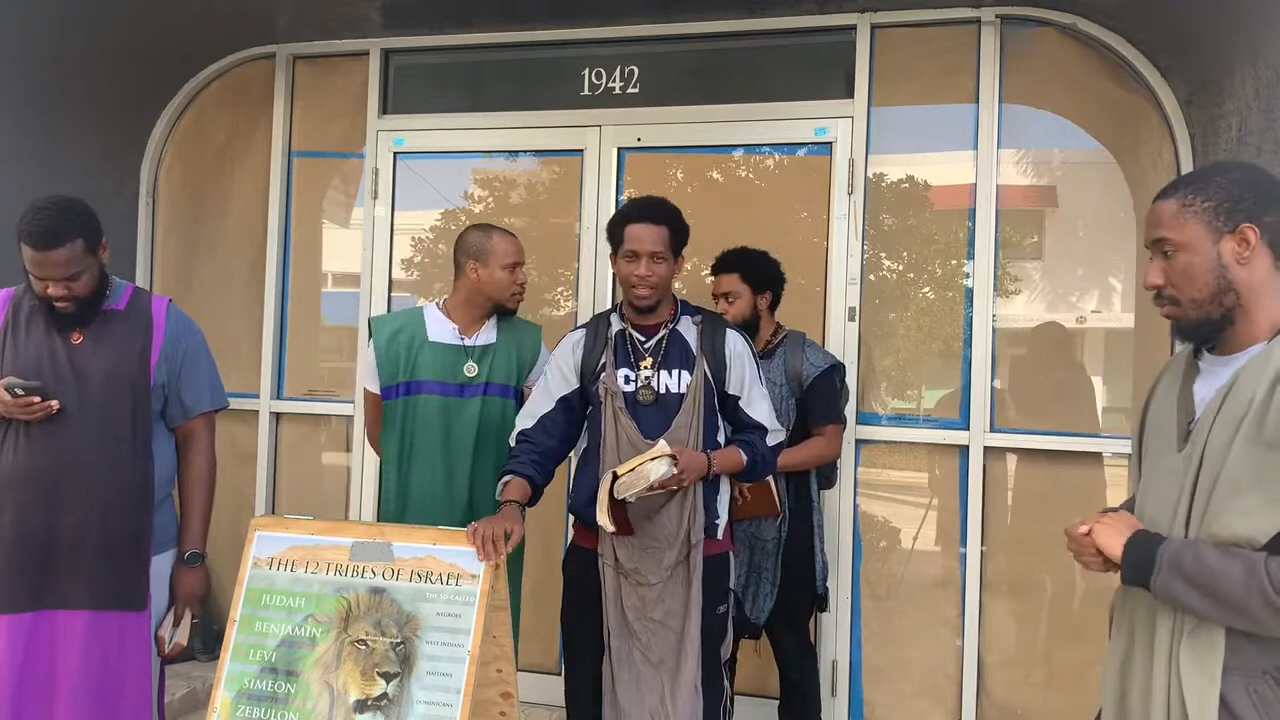 1942
CONN
THE 12 TRIBES OF ISRAEL
THE SO-CALLED
JUDAH
NEGROES
BENJAMIN
WEST INDIANS
LEVI
HAITIANS
SIMEON
DOMINICANS
ZEBULON